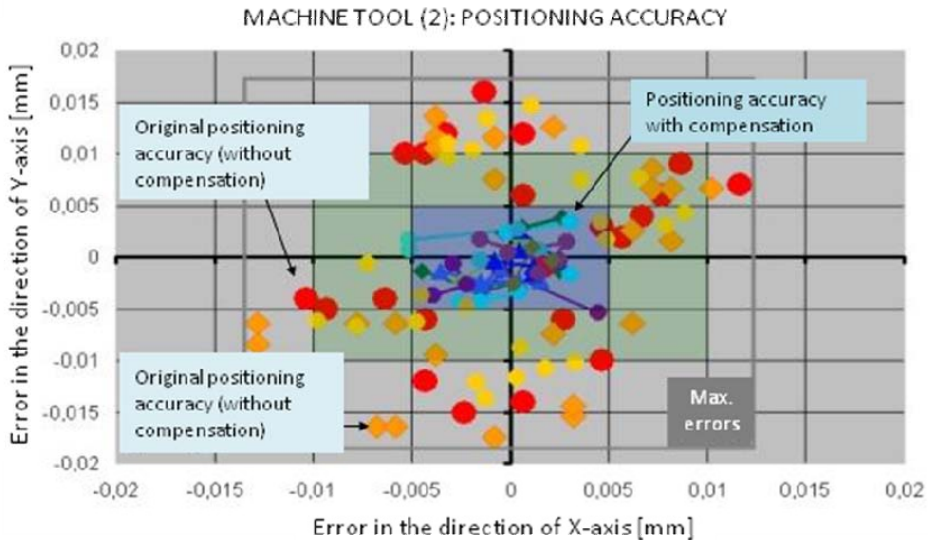 MACHINE TOOL (2): POSITIONING ACCURACY
Error in the direction of Y-axis [mm]
0,02
0,015
0,01
0,005
0
-0,005
-0,01
-0,015
-0,02
Original positioning
accuracy (without
compensation)
Positioning accuracy
with compensation
Original positioning
accuracy (without
compensation)
Max.
errors
-0,02
-0,015
-0,01
-0,005
0
0,005
0,01
0,015
0,02
Error in the direction of X-axis [mm]